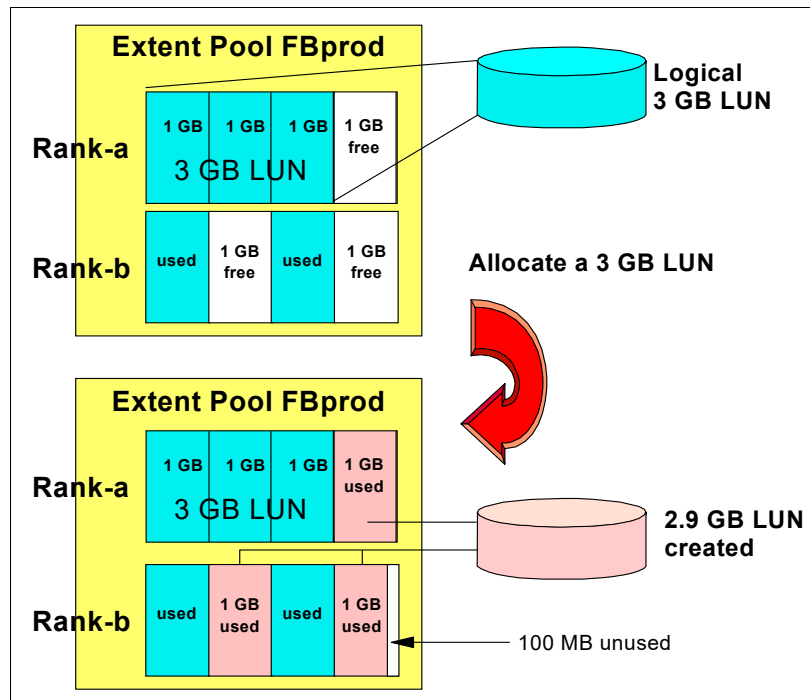 Extent Pool FBprod
Logical
3 GB LUN
1 GB 1 GB 1 GB 1 GB
free
Rank-a
3 GB LUN
Rank-b
used 1 GB
free used 1 GB
free
Allocate a 3 GB LUN
Extent Pool FBprod
1 GB 1 GB 1 GB 1 GB
used
Rank-a
3 GB LUN
2.9 GB LUN
created
Rank-b
used 1 GB
used used 1 GB
used
100 MB unused